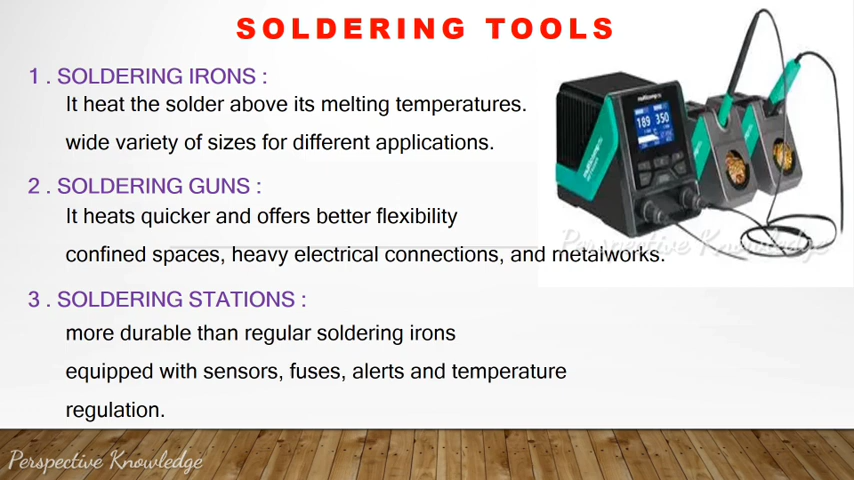 SOLDERING TOOLS
1 . SOLDERING IRONS :
It heat the solder above its melting temperatures.
wide variety of sizes for different applications.
2 . SOLDERING GUNS :
It heats quicker and offers better flexibility
confined spaces, heavy electrical connections, and metalworks.
3 . SOLDERING STATIONS :
more durable than regular soldering irons
equipped with sensors, fuses, alerts and temperature
regulation.
189 350
Perspective Knowledge
Perspective Knowledge